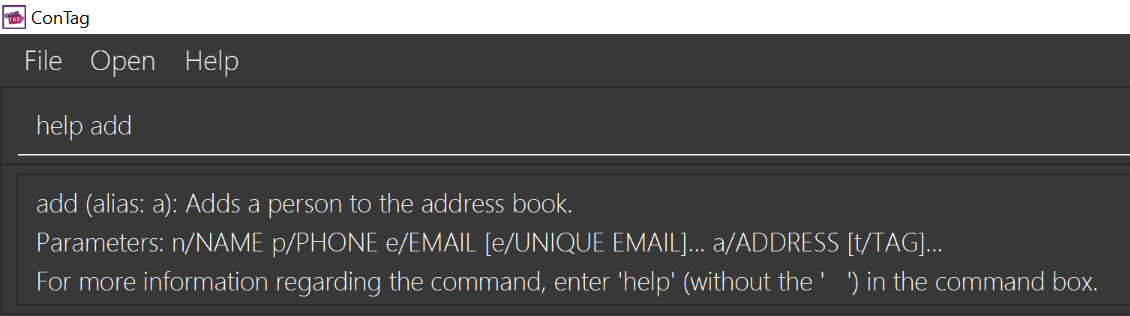 ConTag
File Open Help
help add
add (alias: a): Adds a person to the address book.
Parameters: n/NAME p/PHONE e/EMAIL [e/UNIQUE EMAIL]... a/ADDRESS [t/TAG]...
For more information regarding the command, enter 'help' (without the '   ') in the command box.